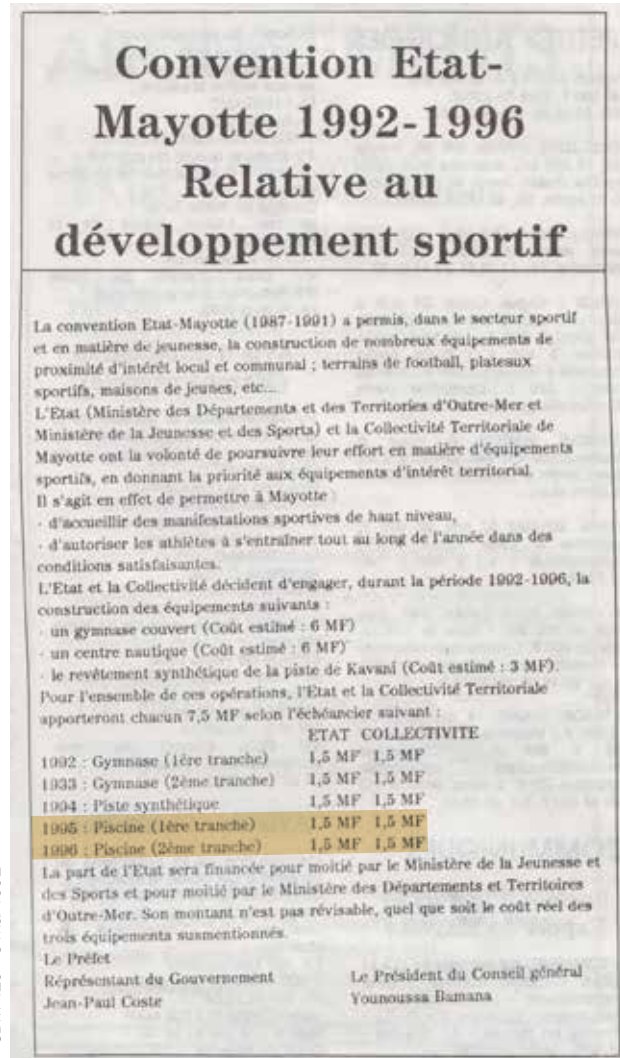 Convention Etat-
Mayotte 1992-1996
Relative au
développement sportif
La convention Etat-Mayotte (1987-1991) a permis, dans le secteur sportif
et en matière de jeunesse, la construction de nombreux équipements de
proximité d'intérêt local et communal ; terrains de football, plateaux
sportifs, maisons de jeunes, etc...
L'Etat (Ministère des Départements et des Territories d'Outre-Mer et
Ministère de la Jeunesse et des Sports) et la Collectivité Territoriale de
Mayotte ont la volonté de poursuivre leur effort en matière d'équipements
sportifs, en donnant la priorité aux équipements d'intérêt territorial.
Il s'agit en effet de permettre à Mayotte :
- d'accueillir des manifestations sportives de haut niveau,
- d'autoriser les athlètes à s'entraîner tout au long de l'année dans des
conditions satisfaisantes.
L'Etat et la Collectivité décident d'engager, durant la période 1992-1996, la
construction des équipements suivants :
- un gymnase couvert (Coût estimé : 6 MF)
- un centre nautique (Coût estimé : 6 MF)
- le revêtement synthétique de la piste de Kavani (Coût estimé : 3 MF).
Pour l'ensemble de ces opérations, l'Etat et la Collectivité Territoriale
apporteront chacun 7,5 MF selon l'échéancier suivant :
ETAT COLLECTIVITE
1992 : Gymnase (1ère tranche) 1,5 MF 1,5 MF
1933 : Gymnase (2ème tranche) 1,5 MF 1,5 MF
1994 : Piste synthétique 1,5 MF 1,5 MF
1995 : Piscine (1ère tranche) 1,5 MF 1,5 MF
1996 : Piscine (2ème tranche) 1,5 MF 1,5 MF
La part de l'Etat sera financée pour moitié par le Ministère de la Jeunesse et
des Sports et pour moitié par le Ministère des Départements et Territoires
d'Outre-Mer. Son montant n'est pas révisable, quel que soit le coût réel des
trois équipements susmentionnés.
Le Préfet
Réprésentant du Gouvernement Le Président du Conseil général
Jean-Paul Coste Younoussa Bamana